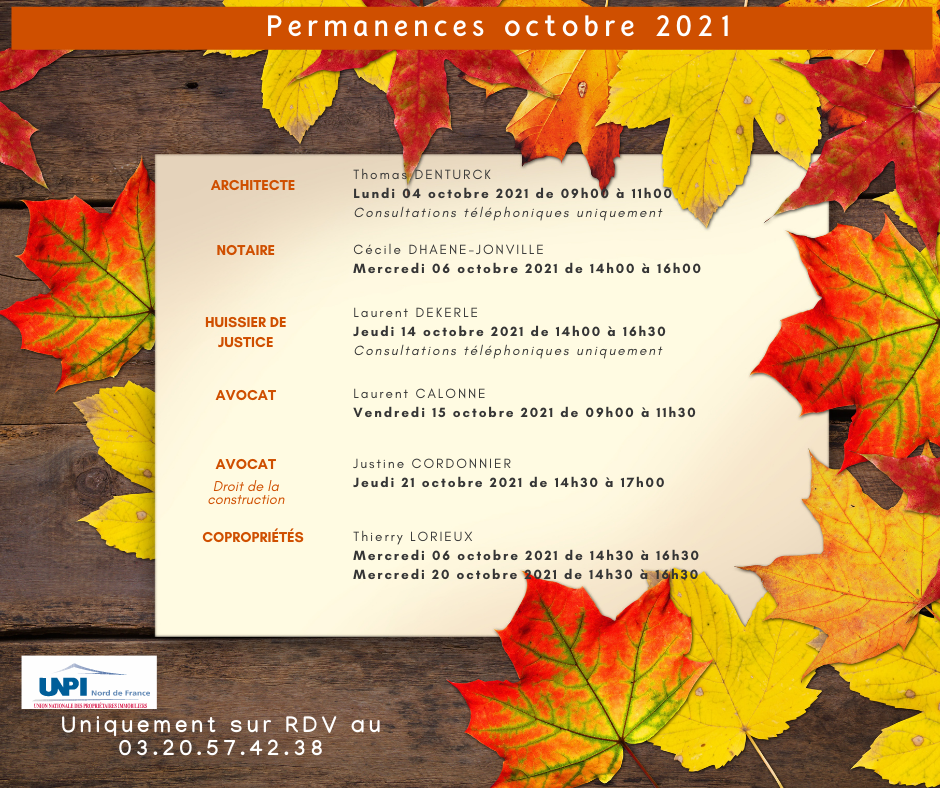 Permanences octobre 2021
ARCHITECTE
Thomas DENTURCK
Lundi 04 octobre 2021 de 09h00 à 11h00
Consultations téléphoniques uniquement
NOTAIRE
Cécile DHAENE-JONVILLE
Mercredi 06 octobre 2021 de 14h00 à 16h00
HUISSIER DE
JUSTICE
Laurent DEKERLE
Jeudi 14 octobre 2021 de 14h00 à 16h30
Consultations téléphoniques uniquement
AVOCAT
Laurent CALONNE
Vendredi 15 octobre 2021 de 09h00 à 11h30
AVOCAT
Droit de la
construction
Justine CORDONNIER
Jeudi 21 octobre 2021 de 14h30 à 17h00
COPROPRIÉTÉS
Thierry LORIEUX
Mercredi 06 octobre 2021 de 14h30 à 16h30
Mercredi 20 octobre 2021 de 14h30 à 16h30
UNPI Nord de France
UNION NATIONALE DES PROPRIÉTAIRES IMMOBILIERS
Uniquement sur RDV au
03.20.57.42.38